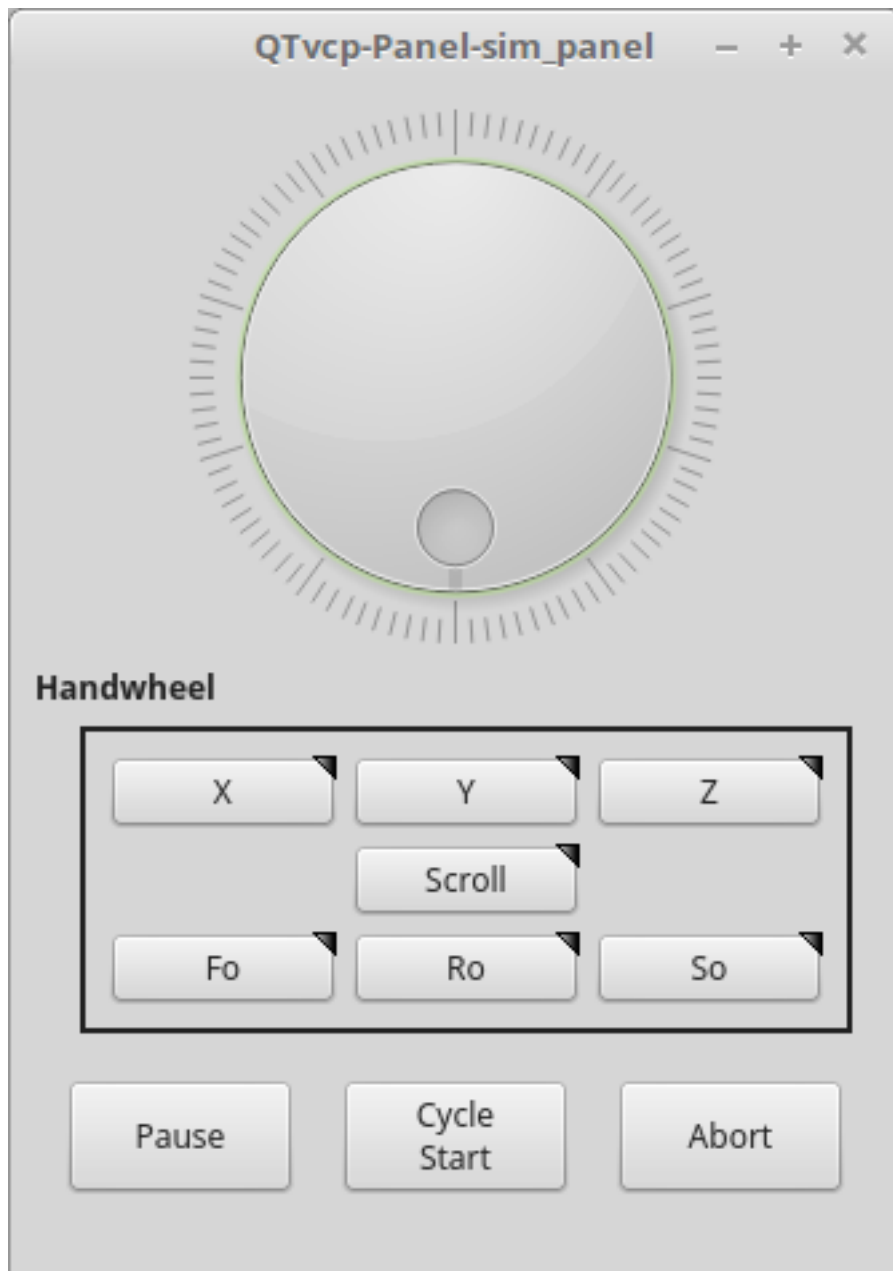 QTvcp-Panel-sim_panel
Handwheel
X Y Z
Scroll
Fo Ro So
Pause
Cycle
Start
Abort